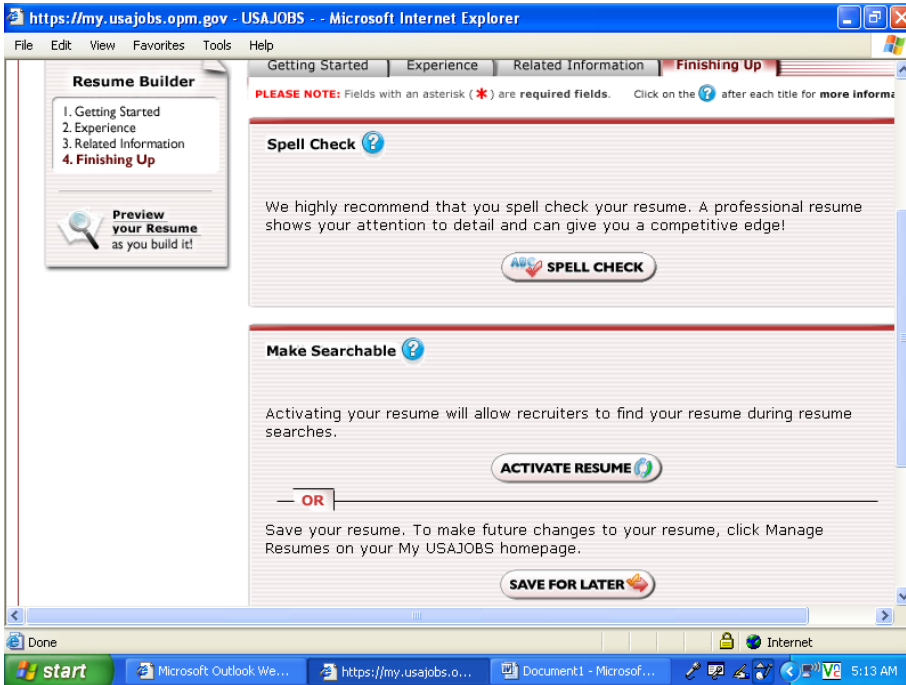 https://my.usajobs.opm.gov - USAJOBS - - Microsoft Internet Explorer
File Edit View Favorites Tools Help
Resume Builder
1. Getting Started
2. Experience
3. Related Information
4. Finishing Up
Preview
your Resume
as you build it!
Getting Started Experience Related Information Finishing Up
PLEASE NOTE: Fields with an asterisk (*) are required fields. Click on the ? after each title for more informa
Spell Check ?
We highly recommend that you spell check your resume. A professional resume
shows your attention to detail and can give you a competitive edge!
ABC SPELL CHECK
Make Searchable ?
Activating your resume will allow recruiters to find your resume during resume
searches.
ACTIVATE RESUME
OR
Save your resume. To make future changes to your resume, click Manage
Resumes on your My USAJOBS homepage.
SAVE FOR LATER
Done Internet
start Microsoft Outlook We... https://my.usajobs.o... Document1 - Microsof... 5:13 AM